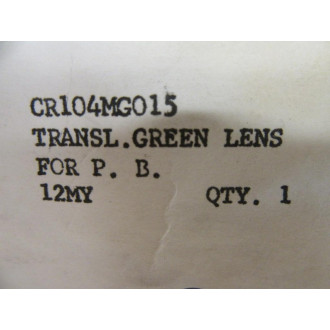 CR104MG015
TRANSL.GREEN LENS
FOR P. B.
12MY QTY. 1